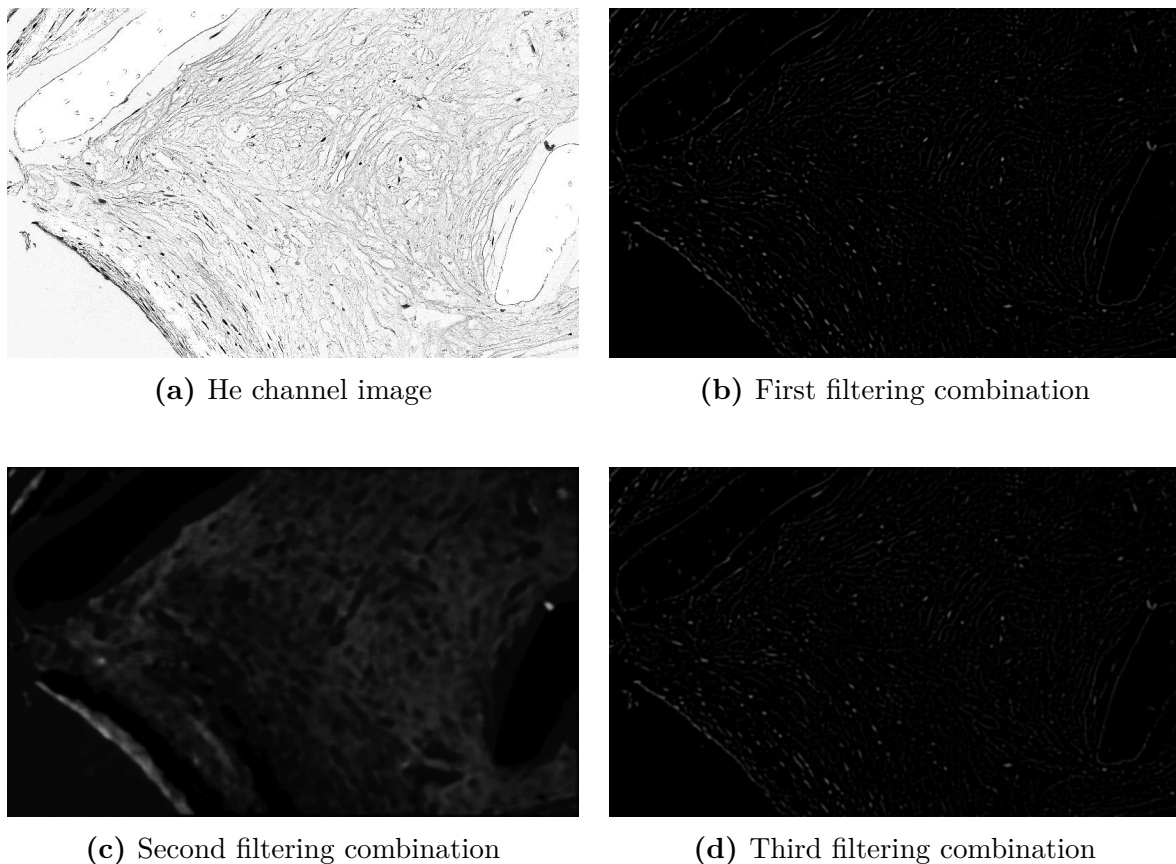 (a) He channel image
(b) First filtering combination
(c) Second filtering combination
(d) Third filtering combination